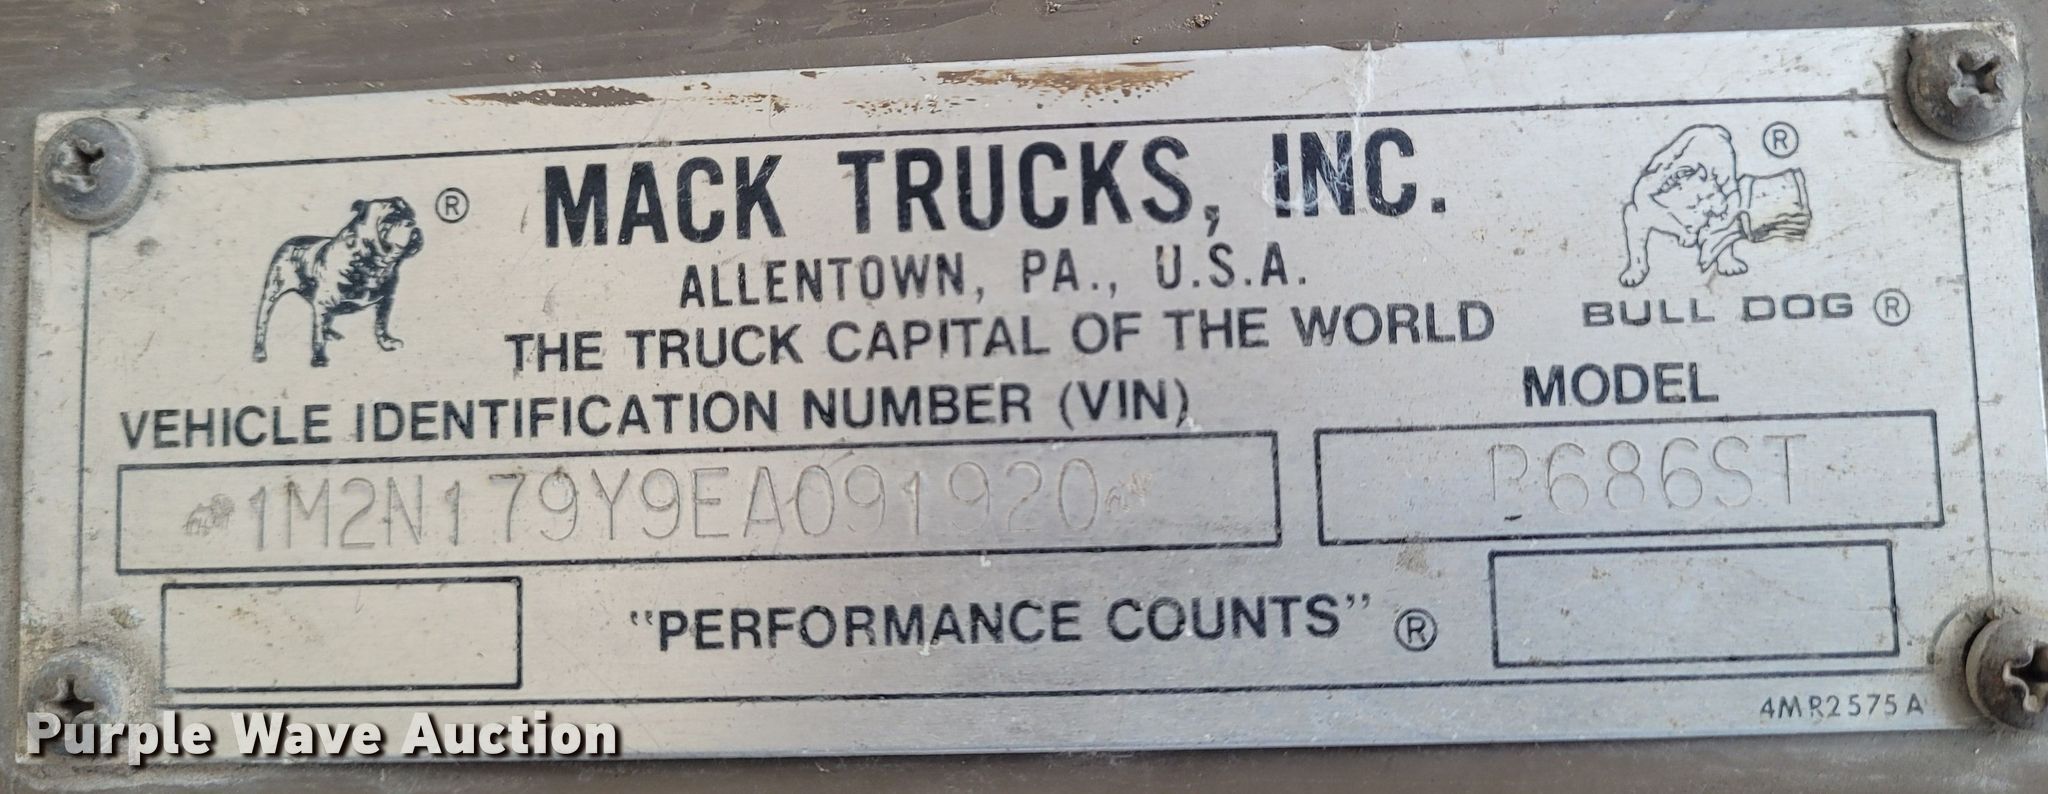 ® MACK TRUCKS, INC. ®
ALLENTOWN, PA., U.S.A.
BULL DOG ®
THE TRUCK CAPITAL OF THE WORLD
VEHICLE IDENTIFICATION NUMBER (VIN)
MODEL
1M2N179Y9EA091920
R686ST
"PERFORMANCE COUNTS" ®
4MR2575A
Purple Wave Auction